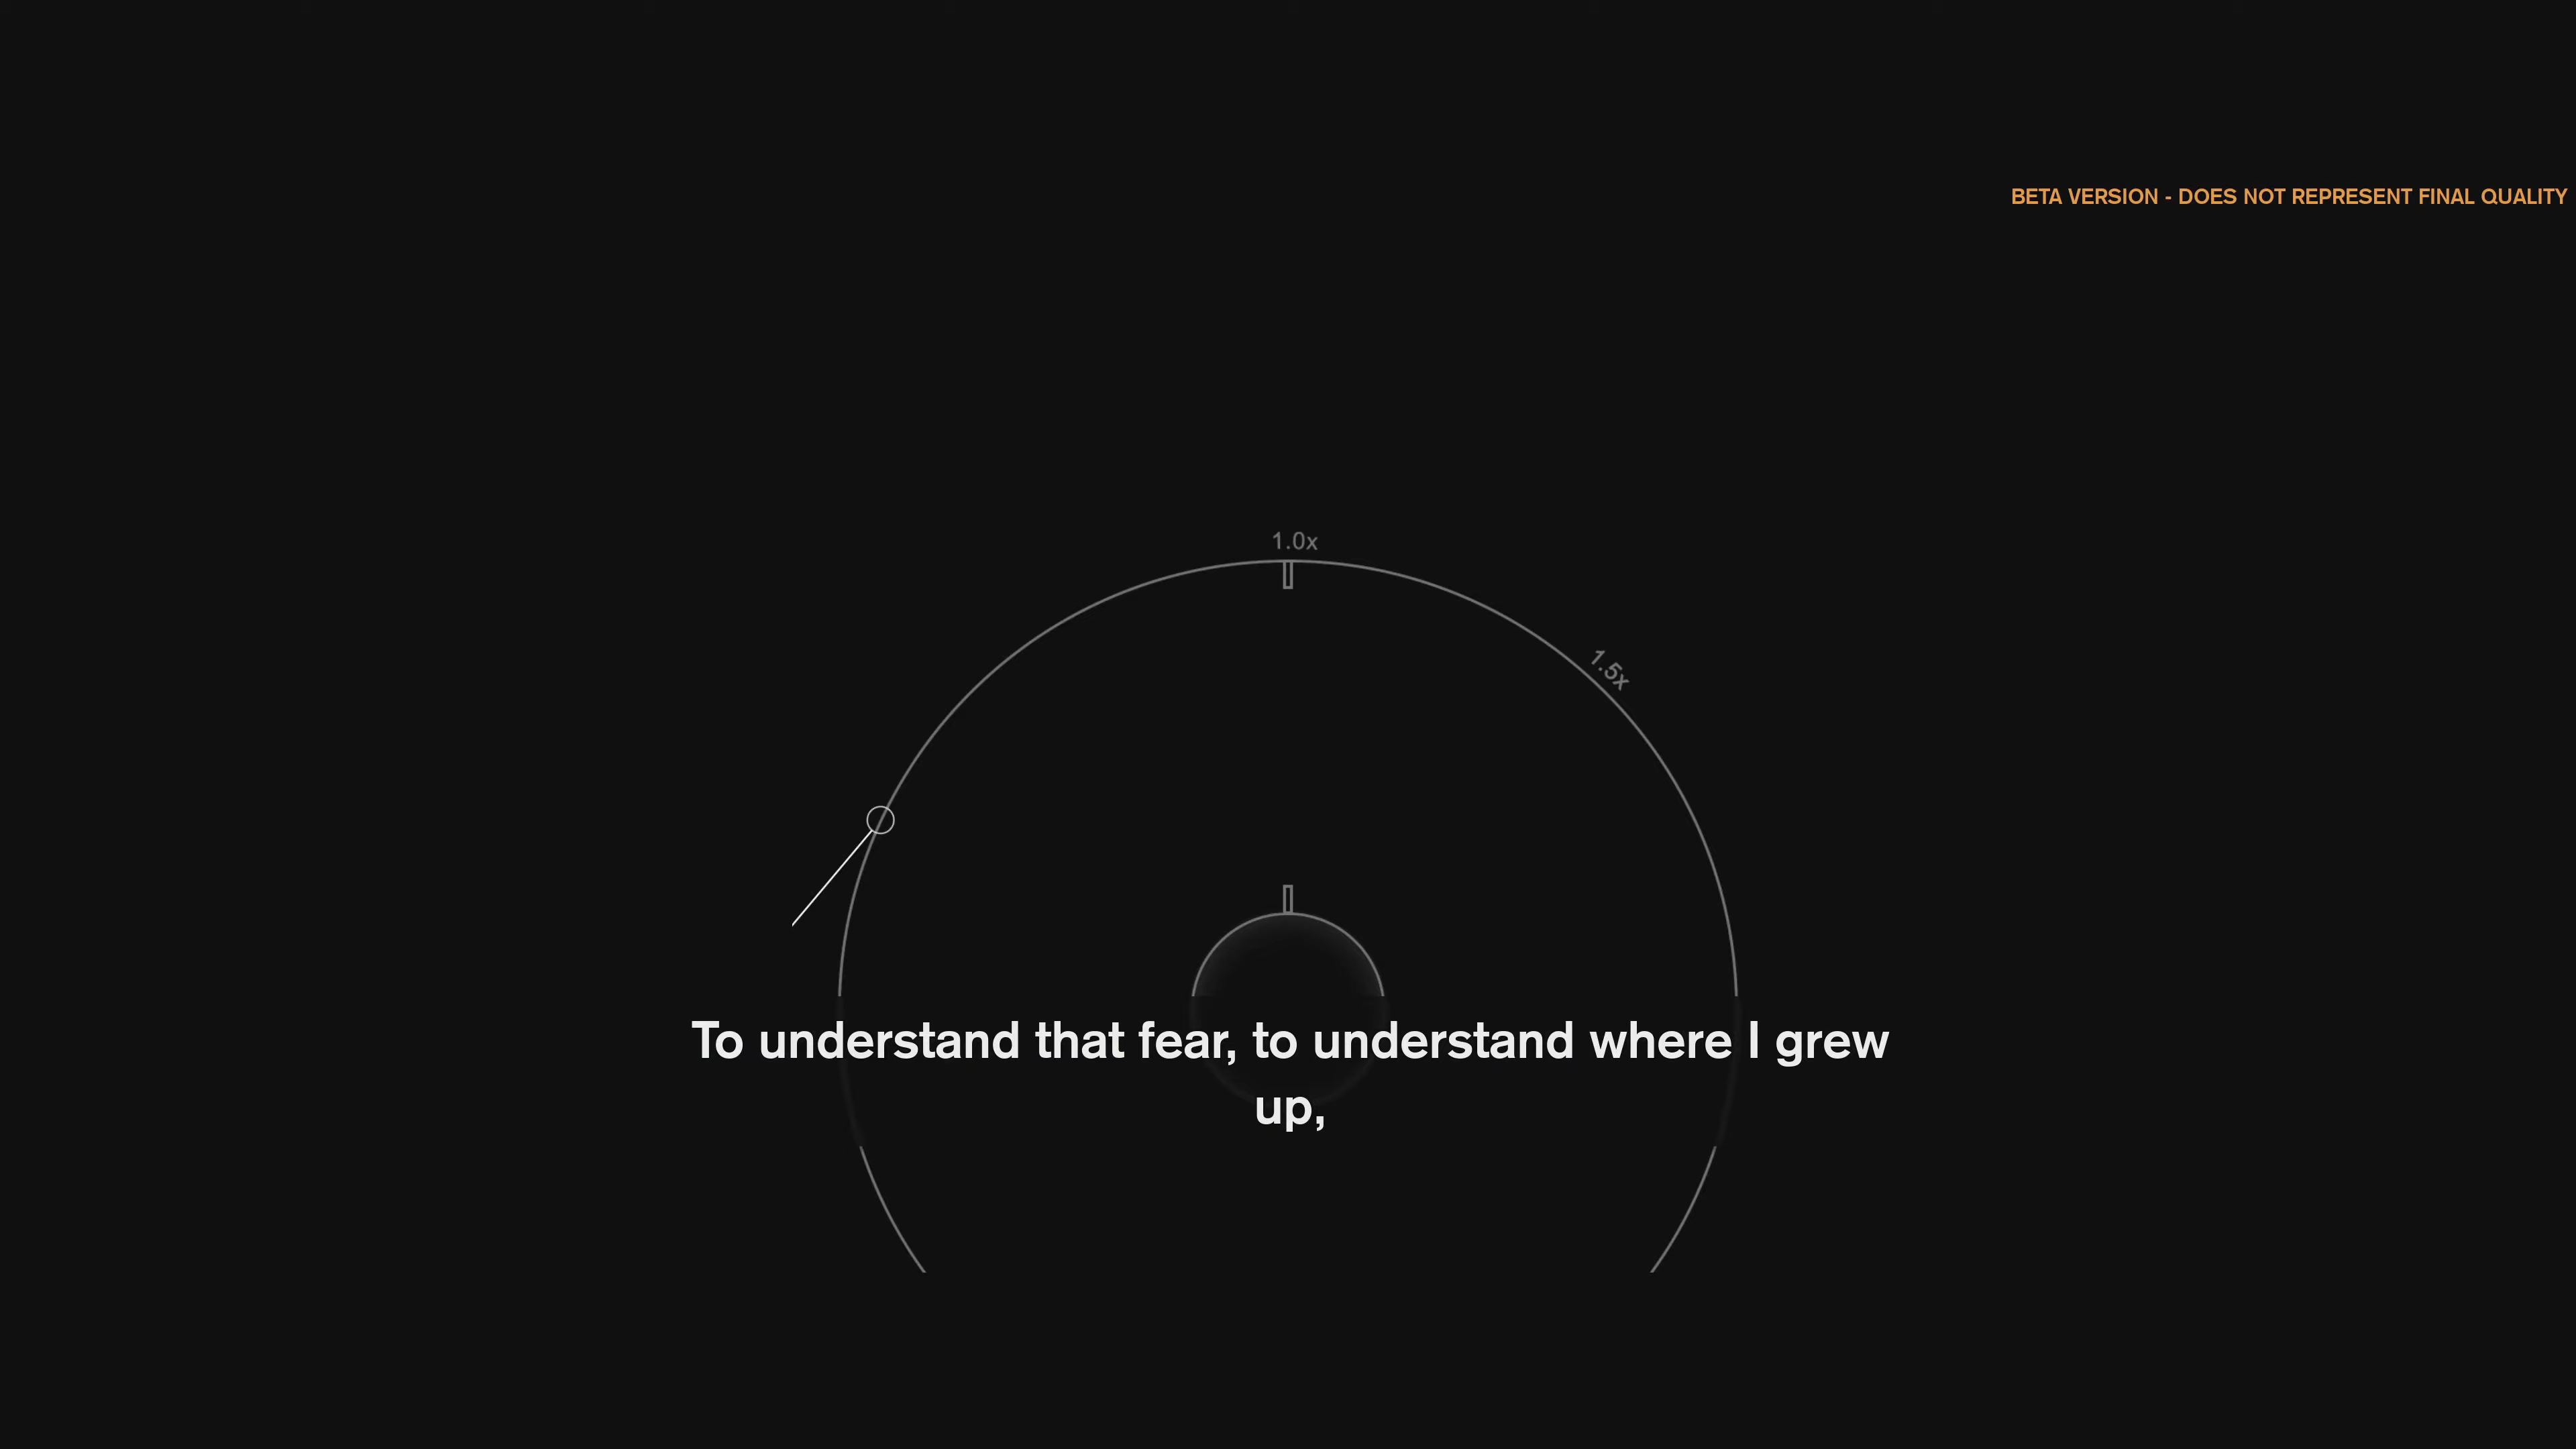 BETA VERSION - DOES NOT REPRESENT FINAL QUALITY
1.0x
1.5x
To understand that fear, to understand where I grew
up,